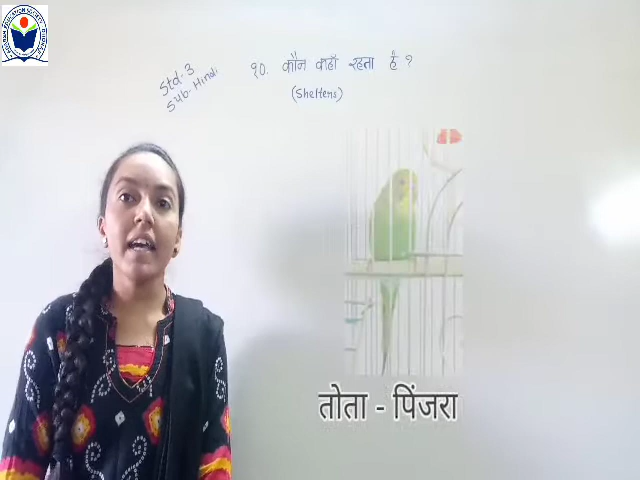 Std-3
Sub-Hindi
१०. कौन कहाँ रहता है ?
(Shelters)
तोता - पिंजरा